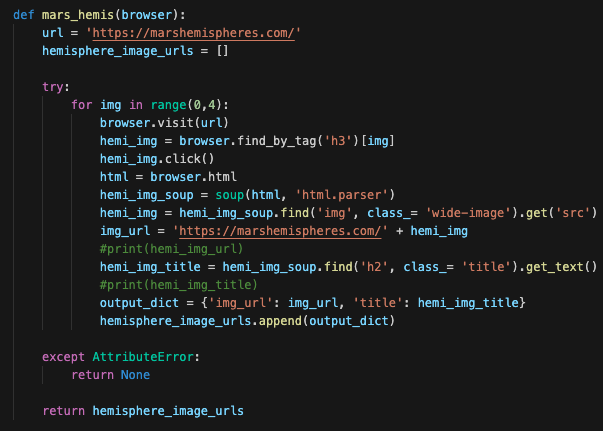 def mars_hemis(browser):
    url = 'https://marshemispheres.com/'
    hemisphere_image_urls = []

    try:
        for img in range(0,4):
            browser.visit(url)
            hemi_img = browser.find_by_tag('h3')[img]
            hemi_img.click()
            html = browser.html
            hemi_img_soup = soup(html, 'html.parser')
            hemi_img = hemi_img_soup.find('img', class_= 'wide-image').get('src')
            img_url = 'https://marshemispheres.com/' + hemi_img
            #print(hemi_img_url)
            hemi_img_title = hemi_img_soup.find('h2', class_= 'title').get_text()
            #print(hemi_img_title)
            output_dict = {'img_url': img_url, 'title': hemi_img_title}
            hemisphere_image_urls.append(output_dict)

    except AttributeError:
        return None

    return hemisphere_image_urls